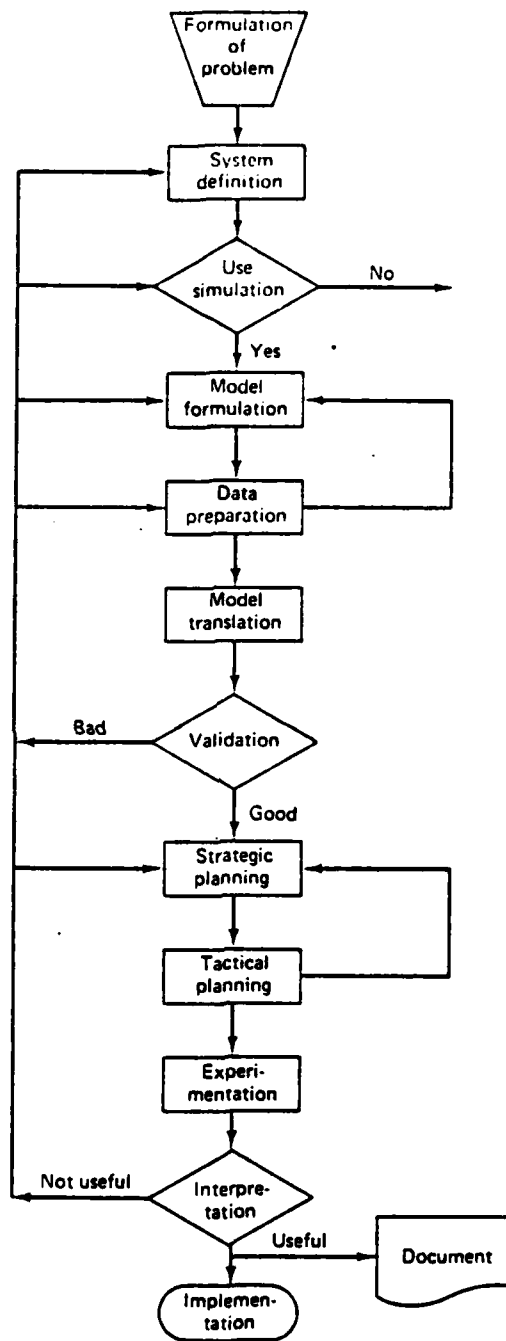 Formulation
of
problem
System
definition
Use
simulation
No
Yes
Model
formulation
Data
preparation
Model
translation
Bad
Validation
Good
Strategic
planning
Tactical
planning
Experi-
mentation
Not useful
Interpre-
tation
Useful
Document
Implemen-
tation